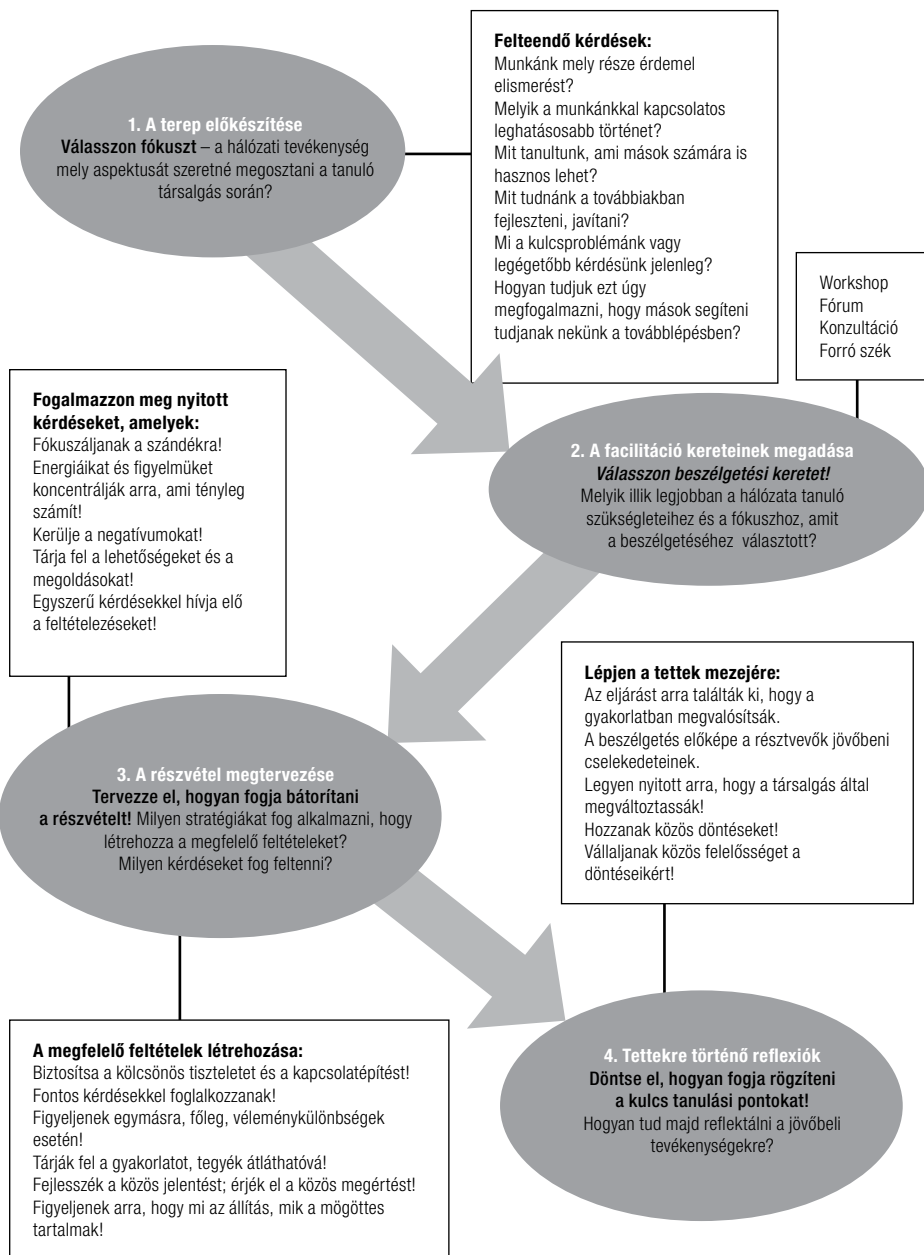 1. A terep előkészítése
Válasszon fókuszt – a hálózati tevékenység
mely aspektusát szeretné megosztani a tanuló
társalgás során?
Felteendő kérdések:
Munkánk mely része érdemel
elismerést?
Melyik a munkánkkal kapcsolatos
leghatásosabb történet?
Mit tanultunk, ami mások számára is
hasznos lehet?
Mit tudnánk a továbbiakban
fejleszteni, javítani?
Mi a kulcsproblémánk vagy
legégetőbb kérdésünk jelenleg?
Hogyan tudjuk ezt úgy
megfogalmazni, hogy mások segíteni
tudjanak nekünk a továbblépésben?
Workshop
Fórum
Konzultáció
Forró szék
2. A facilitáció kereteinek megadása
Válasszon beszélgetési keretet!
Melyik illik legjobban a hálózata tanuló
szükségleteihez és a fókuszhoz, amit
a beszélgetéséhez választott?
Fogalmazzon meg nyitott
kérdéseket, amelyek:
Fókuszáljanak a szándékra!
Energiáikat és figyelmüket
koncentrálják arra, ami tényleg
számít!
Kerülje a negatívumokat!
Tárja fel a lehetőségeket és a
megoldásokat!
Egyszerű kérdésekkel hívja elő
a feltételezéseket!
3. A részvétel megtervezése
Tervezze el, hogyan fogja bátorítani
a részvételt! Milyen stratégiákat fog alkalmazni, hogy
létrehozza a megfelelő feltételeket?
Milyen kérdéseket fog feltenni?
Lépjen a tettek mezejére:
Az eljárást arra találták ki, hogy a
gyakorlatban megvalósítsák.
A beszélgetés előképe a résztvevők jövőbeni
cselekedeteinek.
Legyen nyitott arra, hogy a társalgás által
megváltoztassák!
Hozzanak közös döntéseket!
Vállaljanak közös felelősséget a
döntéseikért!
A megfelelő feltételek létrehozása:
Biztosítsa a kölcsönös tiszteletet és a kapcsolatépítést!
Fontos kérdésekkel foglalkozzanak!
Figyeljenek egymásra, főleg, véleménykülönbségek
esetén!
Tárják fel a gyakorlatot, tegyék átláthatóvá!
Fejlesszék a közös jelentést; érjék el a közös megértést!
Figyeljenek arra, hogy mi az állítás, mik a mögöttes
tartalmak!
4. Tettekre történő reflexiók
Döntse el, hogyan fogja rögzíteni
a kulcs tanulási pontokat!
Hogyan tud majd reflektálni a jövőbeli
tevékenységekre?